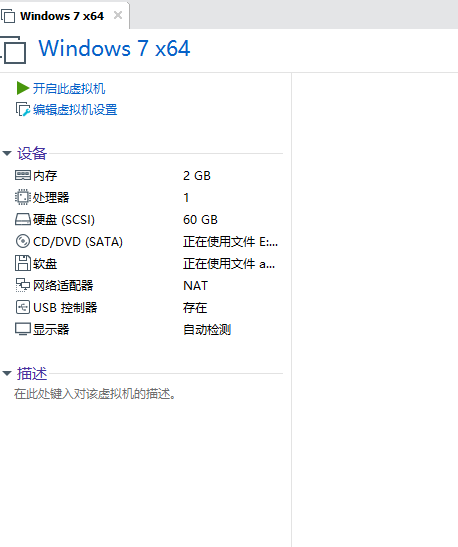 Windows 7 x64
Windows 7 x64
开启此虚拟机
编辑虚拟机设置
设备
内存 2 GB
处理器 1
硬盘 (SCSI) 60 GB
CD/DVD (SATA) 正在使用文件 E:...
软盘 正在使用文件 a...
网络适配器 NAT
USB 控制器 存在
显示器 自动检测
描述
在此处键入对该虚拟机的描述。